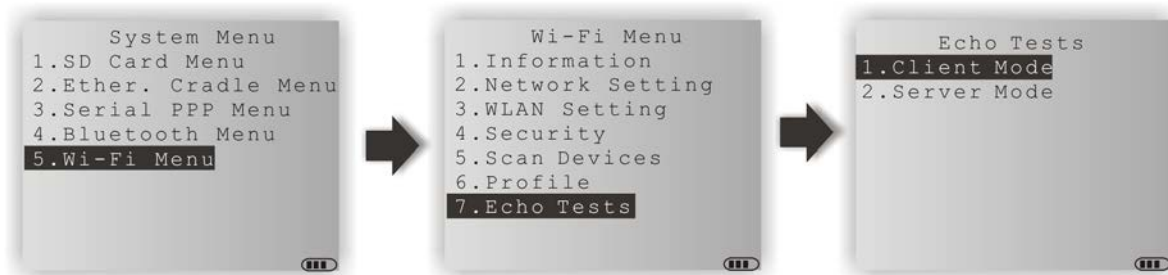 System Menu
1.SD Card Menu
2.Ether. Cradle Menu
3.Serial PPP Menu
4.Bluetooth Menu
5.Wi-Fi Menu
Wi-Fi Menu
1.Information
2.Network Setting
3.WLAN Setting
4.Security
5.Scan Devices
6.Profile
7.Echo Tests
Echo Tests
1.Client Mode
2.Server Mode